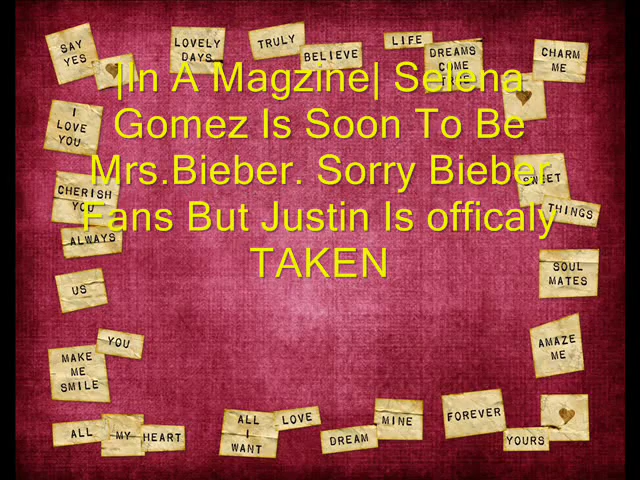 |In A Magzine| Selena
Gomez Is Soon To Be
Mrs.Bieber. Sorry Bieber
Fans But Justin Is officaly
TAKEN
SAY
YES
LOVELY
DAYS
TRULY
BELIEVE
LIFE
DREAMS
COME
CHARM
ME
I
LOVE
YOU
CHERISH
YOU
ALWAYS
US
YOU
MAKE
ME
SMILE
ALL
MY
HEART
ALL
I
WANT
LOVE
DREAM
MINE
FOREVER
YOURS
AMAZE
ME
SOUL
MATES
THINGS
SWEET